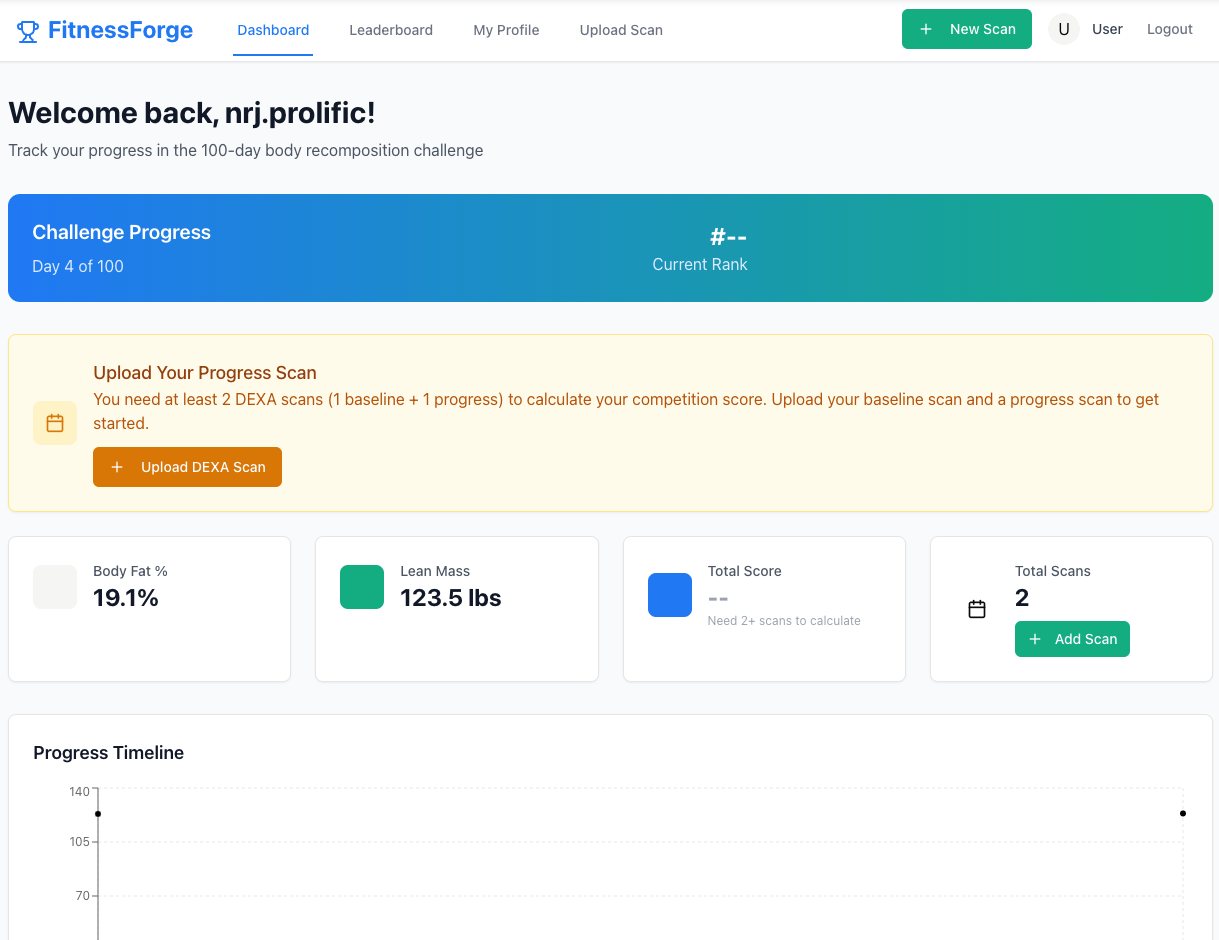 FitnessForge
Dashboard
Leaderboard
My Profile
Upload Scan
New Scan
U
User
Logout
Welcome back, nrj.prolific!
Track your progress in the 100-day body recomposition challenge
Challenge Progress
Day 4 of 100
#--
Current Rank
Upload Your Progress Scan
You need at least 2 DEXA scans (1 baseline + 1 progress) to calculate your competition score. Upload your baseline scan and a progress scan to get
started.
Upload DEXA Scan
Body Fat %
19.1%
Lean Mass
123.5 lbs
Total Score
--
Need 2+ scans to calculate
Total Scans
2
Add Scan
Progress Timeline
140
105
70